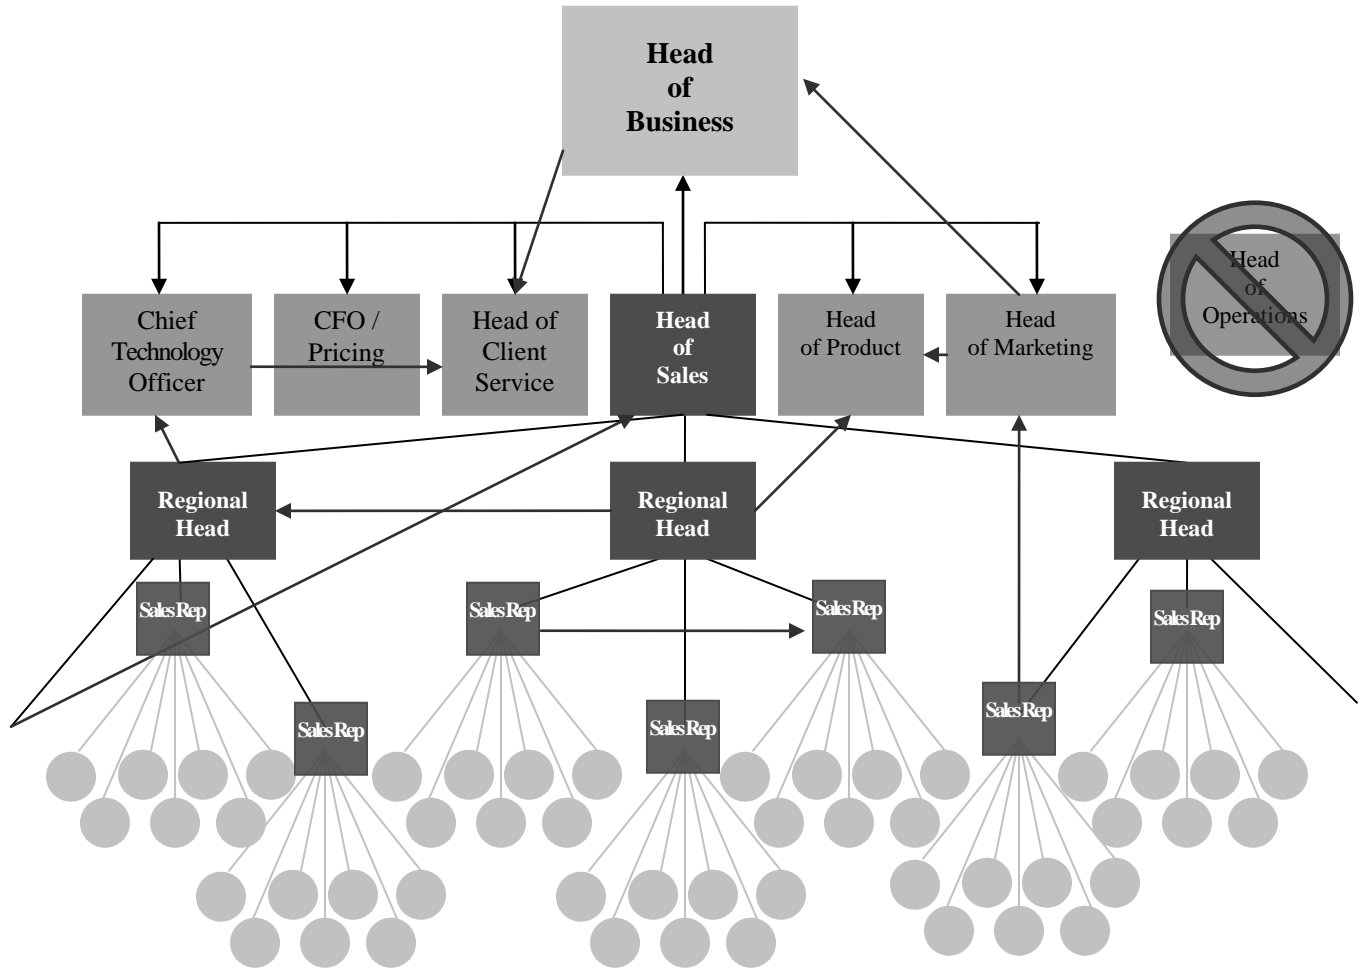 Head
of
Business
Chief
Technology
Officer
CFO /
Pricing
Head of
Client
Service
Head
of
Sales
Head
of Product
Head
of Marketing
Head
of
Operations
Regional
Head
Regional
Head
Regional
Head
Sales Rep
Sales Rep
Sales Rep
Sales Rep
Sales Rep
Sales Rep
Sales Rep